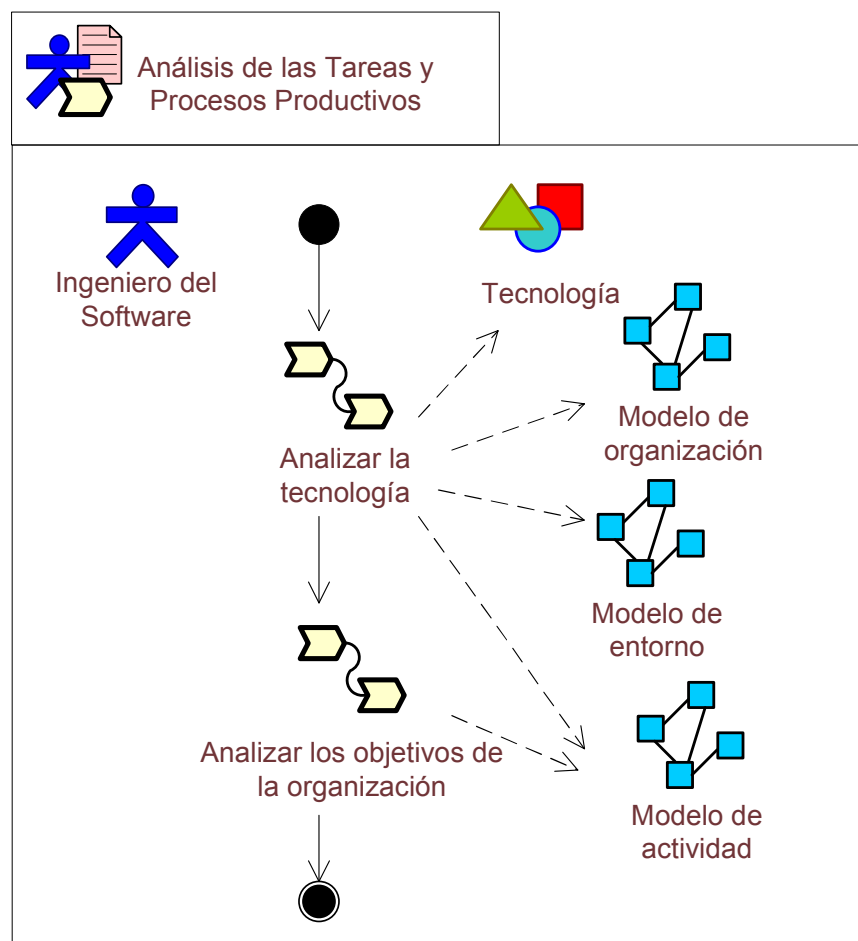 Análisis de las Tareas y
Procesos Productivos
Ingeniero del
Software
Tecnología
Modelo de
organización
Analizar la
tecnología
Modelo de
entorno
Analizar los objetivos de
la organización
Modelo de
actividad